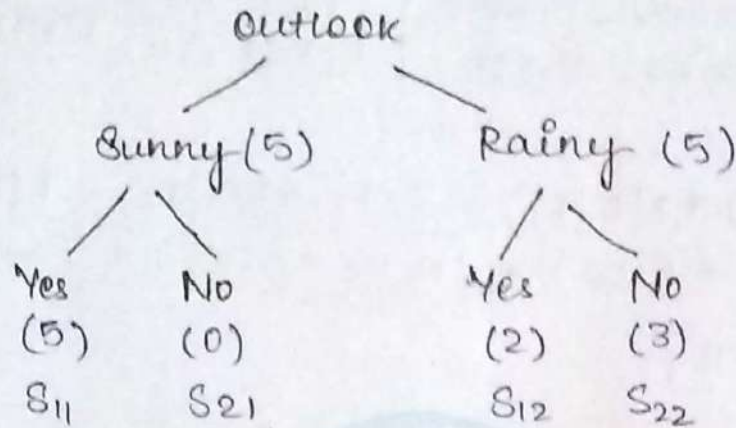 Outlook
Sunny (5) Rainy (5)
Yes No Yes No
(5) (0) (2) (3)
S11 S21 S12 S22